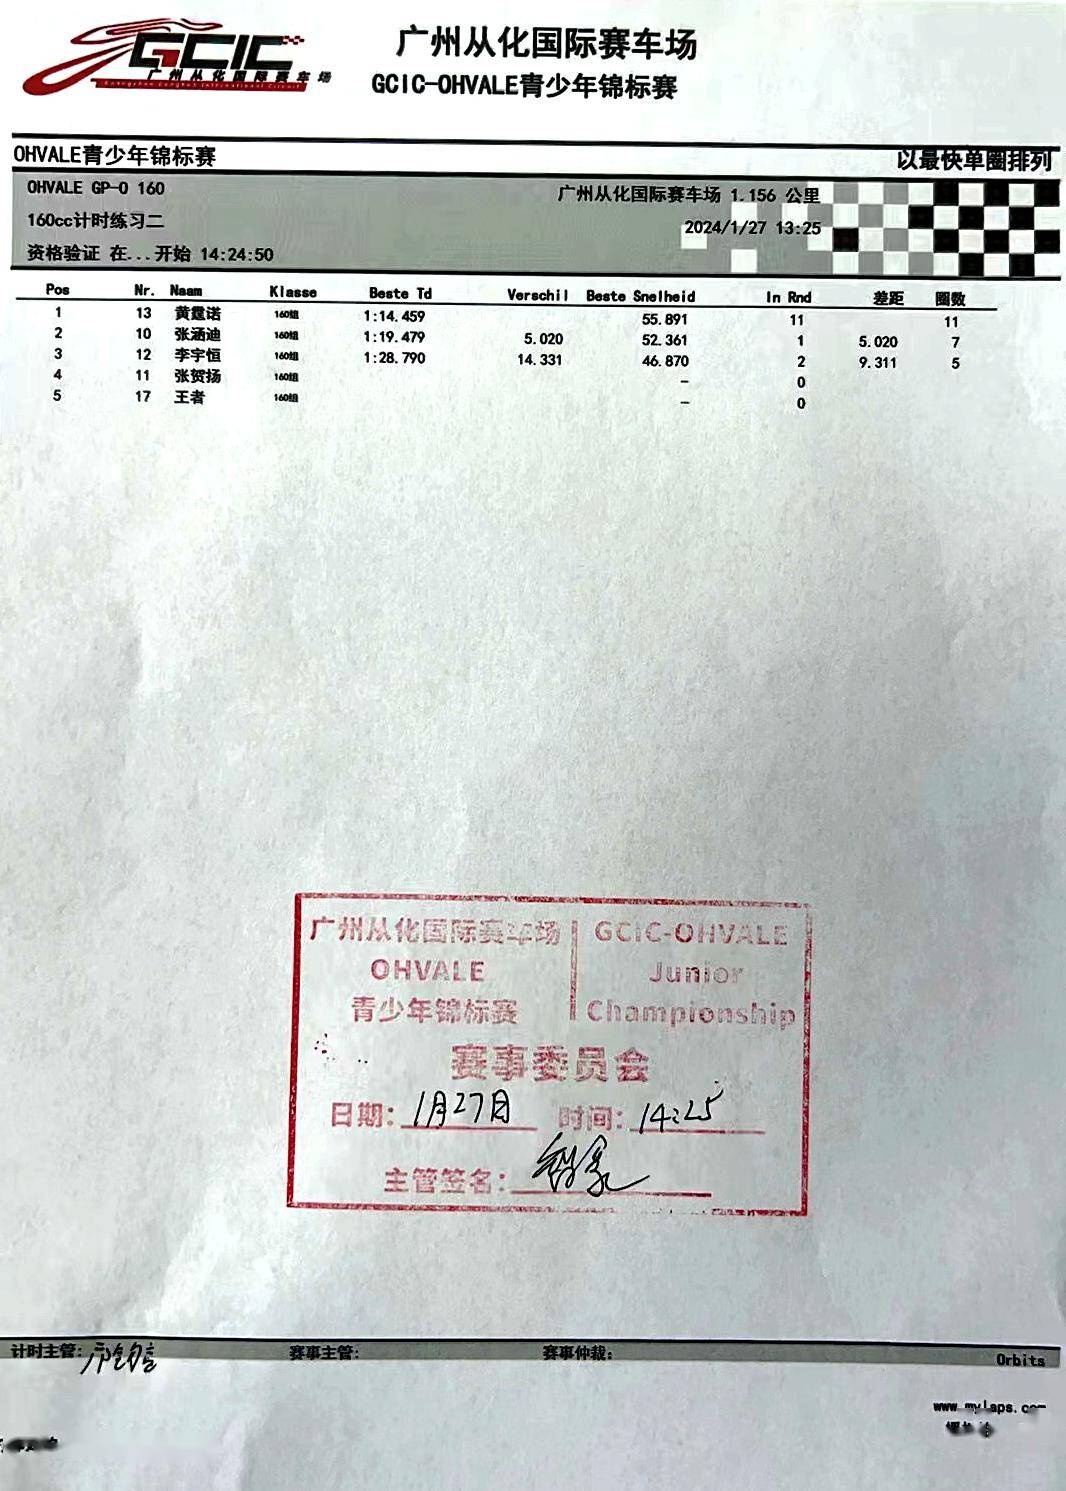 GCIC
广州从化国际赛车场
广州从化国际赛车场
GCIC-OHVALE青少年锦标赛
OHVALE青少年锦标赛 以最快单圈排列
OHVALE GP-0 160 广州从化国际赛车场 1.156 公里
160cc计时练习二 2024/1/27 13:25
资格验证 在...开始 14:24:50
Pos Nr. Naam Klasse Beste Td Verschil Beste Snelheid In Rnd 差距 圈数
1 13 黄霆诺 160组 1:14.459 55.891 11 11
2 10 张涵迪 160组 1:19.479 5.020 52.361 1 5.020 7
3 12 李宇恒 160组 1:28.790 14.331 46.870 2 9.311 5
4 11 张贺扬 160组 – 0
5 17 王者 160组 – 0
广州从化国际赛车场 GCIC-OHVALE
OHVALE Junior
青少年锦标赛 Championship
赛事委员会
日期: 1月27日 时间: 14:25
主管签名:
计时主管: 赛事主管: 赛事仲裁: Orbits
www.mylaps.com